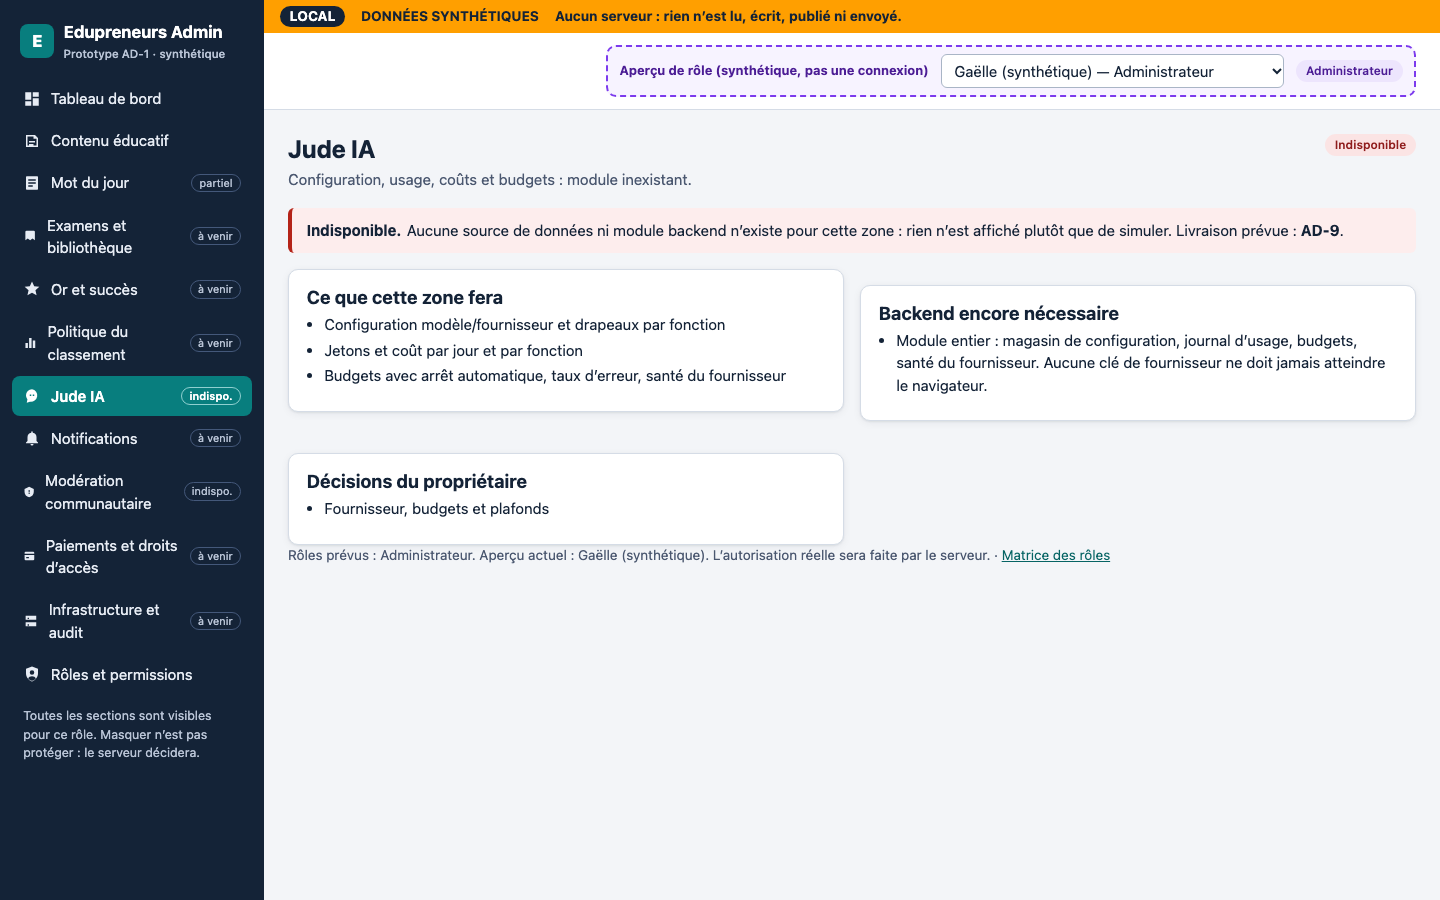 LOCAL DONNÉES SYNTHÉTIQUES Aucun serveur : rien n’est lu, écrit, publié ni envoyé.
E
Edupreneurs Admin
Prototype AD-1 · synthétique
Aperçu de rôle (synthétique, pas une connexion) Gaëlle (synthétique) — Administrateur Administrateur
Tableau de bord
Contenu éducatif
Mot du jour partiel
Examens et
bibliothèque
à venir
Or et succès à venir
Politique du
classement
à venir
Jude IA indispo.
Notifications à venir
Modération
communautaire
indispo.
Paiements et droits
d’accès
à venir
Infrastructure et
audit
à venir
Rôles et permissions
Toutes les sections sont visibles
pour ce rôle. Masquer n’est pas
protéger : le serveur décidera.
Jude IA
Indisponible
Configuration, usage, coûts et budgets : module inexistant.
Indisponible. Aucune source de données ni module backend n’existe pour cette zone : rien n’est affiché plutôt que de simuler. Livraison prévue : AD-9.
Ce que cette zone fera
• Configuration modèle/fournisseur et drapeaux par fonction
• Jetons et coût par jour et par fonction
• Budgets avec arrêt automatique, taux d’erreur, santé du fournisseur
Backend encore nécessaire
• Module entier : magasin de configuration, journal d’usage, budgets,
santé du fournisseur. Aucune clé de fournisseur ne doit jamais atteindre
le navigateur.
Décisions du propriétaire
• Fournisseur, budgets et plafonds
Rôles prévus : Administrateur. Aperçu actuel : Gaëlle (synthétique). L’autorisation réelle sera faite par le serveur. · Matrice des rôles